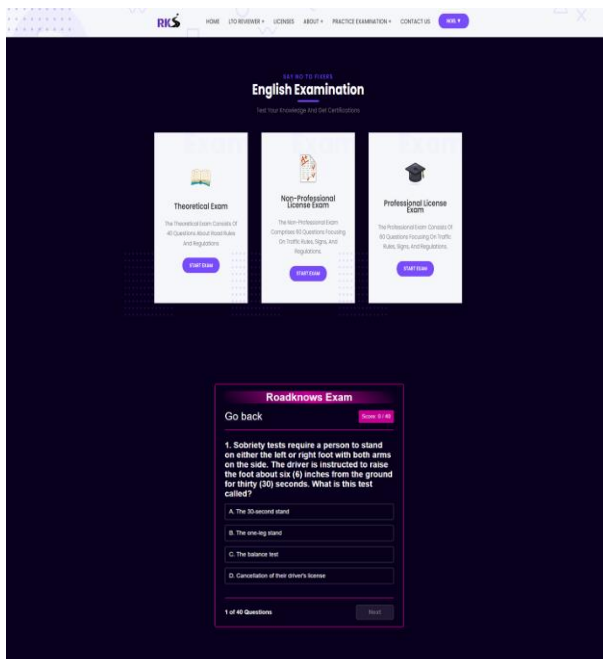 RKS
HOME LTO REVIEWER LICENSES ABOUT PRACTICE EXAMINATION CONTACT US
SAY NO TO FIXERS
English Examination
Test Your Knowledge And Get Certifications
Theoretical Exam
The Theoretical Exam Consists Of
40 Questions About Road Rules
And Regulations.
START EXAM
Non-Professional
License Exam
The Non-Professional Exam
Comprises 60 Questions Focusing
On Traffic Rules, Signs, And
Regulations.
START EXAM
Professional License
Exam
The Professional Exam Consists Of
60 Questions Focusing On Traffic
Rules, Signs, And Regulations.
START EXAM
Roadknows Exam
Go back
Score: 0 / 40
1. Sobriety tests require a person to stand
on either the left or right foot with both arms
on the side. The driver is instructed to raise
the foot about six (6) inches from the ground
for thirty (30) seconds. What is this test
called?
A. The 30-second stand
B. The one-leg stand
C. The balance test
D. Cancellation of their driver's license
1 of 40 Questions
Next